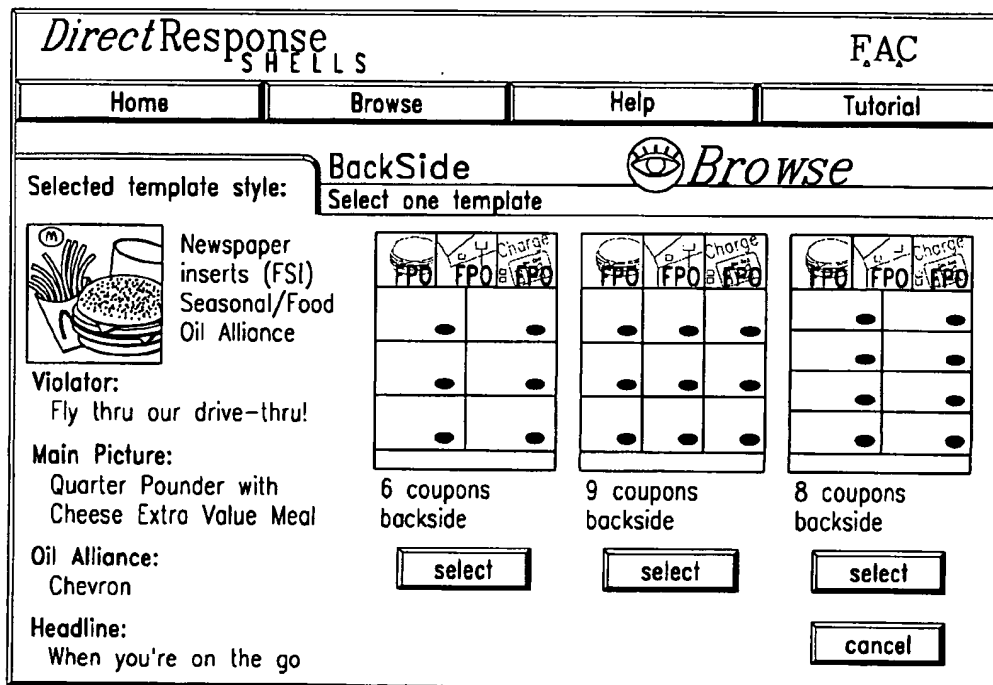 DirectResponse
SHELLS
F.A.C
Home Browse Help Tutorial
Selected template style:
BackSide
Browse
Select one template
M
Newspaper
inserts (FSI)
Seasonal/Food
Oil Alliance
Charge
FPO FPO FPO
Charge
FPO FPO FPO
Charge
FPO FPO FPO
Violator:
Fly thru our drive-thru!
Main Picture:
Quarter Pounder with
Cheese Extra Value Meal
Oil Alliance:
Chevron
Headline:
When you're on the go
6 coupons
backside
9 coupons
backside
8 coupons
backside
select
select
select
cancel